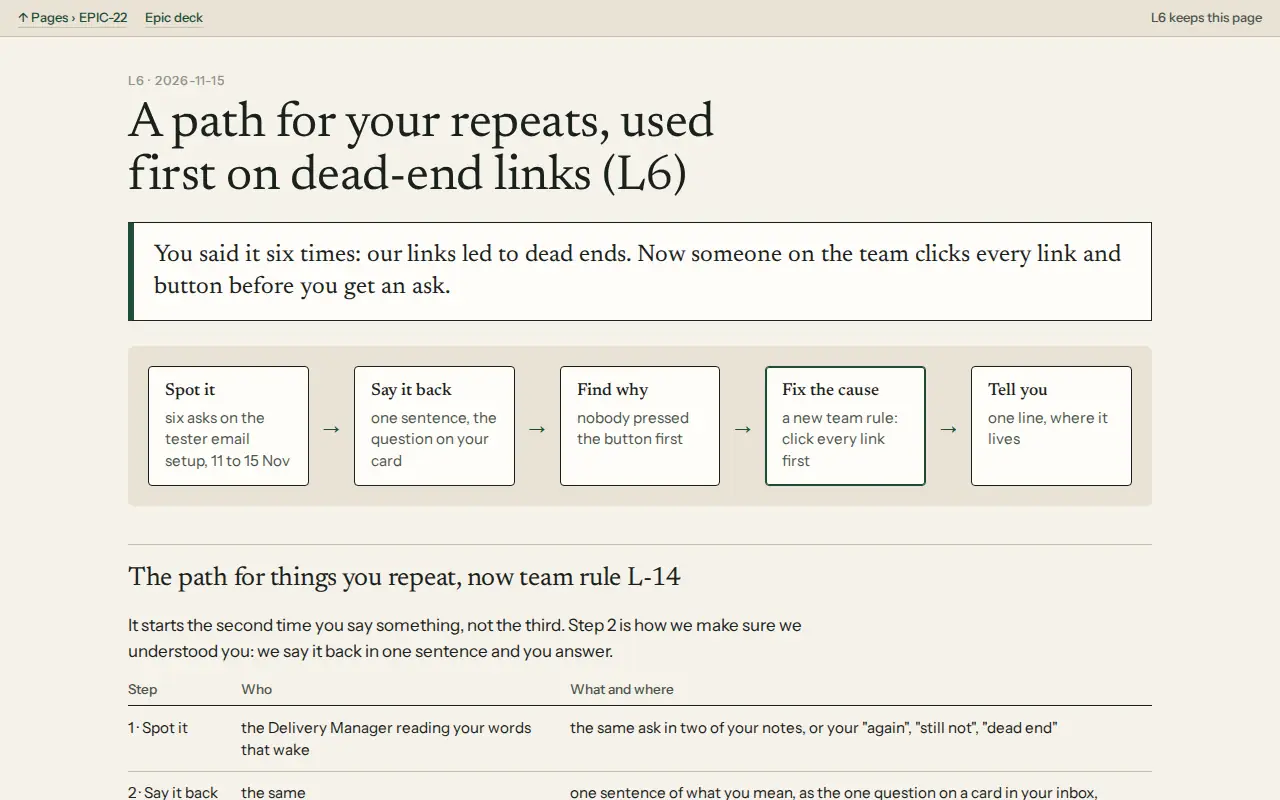 ↑ Pages › EPIC-22 Epic deck L6 keeps this page
L6 · 2026-11-15
A path for your repeats, used
first on dead-end links (L6)
You said it six times: our links led to dead ends. Now someone on the team clicks every link and
button before you get an ask.
Spot it
six asks on the
tester email
setup, 11 to 15 Nov
→
Say it back
one sentence, the
question on your
card
→
Find why
nobody pressed
the button first
→
Fix the cause
a new team rule:
click every link
first
→
Tell you
one line, where it
lives
The path for things you repeat, now team rule L-14
It starts the second time you say something, not the third. Step 2 is how we make sure we
understood you: we say it back in one sentence and you answer.
Step Who What and where
1 · Spot it the Delivery Manager reading your words the same ask in two of your notes, or your "again", "still not", "dead end"
that wake
2 · Say it back the same one sentence of what you mean, as the one question on a card in your inbox,